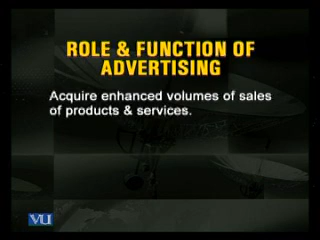 ROLE & FUNCTION OF
ADVERTISING
Acquire enhanced volumes of sales
of products & services.
VU